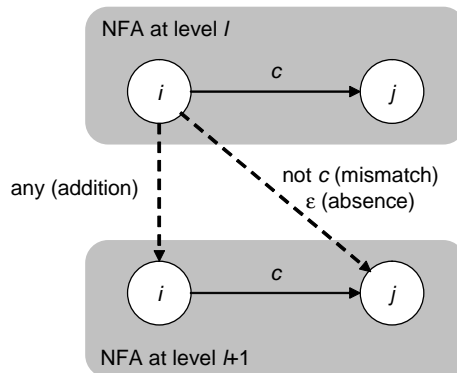 NFA at level l
c
i
j
any (addition)
not c (mismatch)
ε (absence)
c
i
j
NFA at level l+1